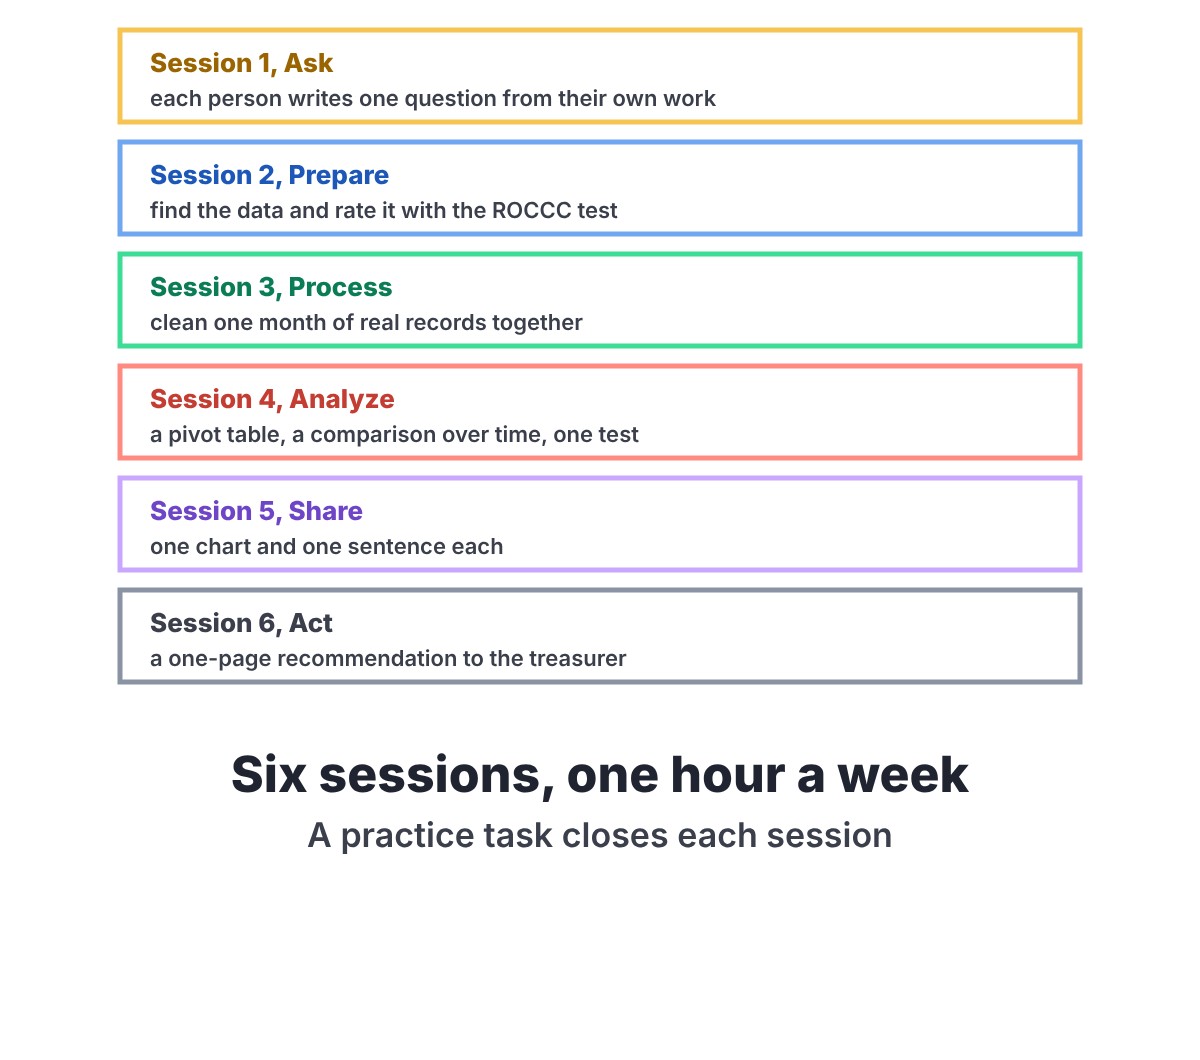 Session 1, Ask
each person writes one question from their own work
Session 2, Prepare
find the data and rate it with the ROCCC test
Session 3, Process
clean one month of real records together
Session 4, Analyze
a pivot table, a comparison over time, one test
Session 5, Share
one chart and one sentence each
Session 6, Act
a one-page recommendation to the treasurer
Six sessions, one hour a week
A practice task closes each session